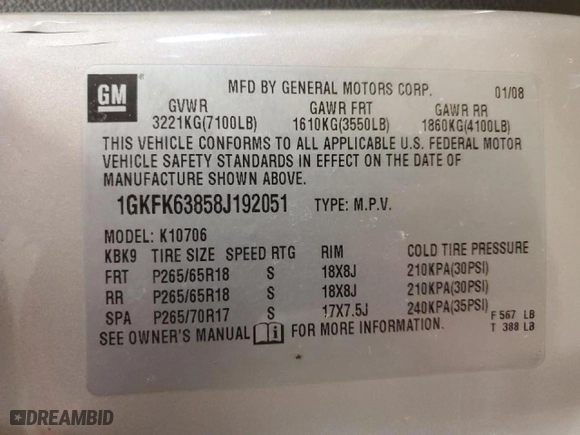 GM
MFD BY GENERAL MOTORS CORP. 01/08
GVWR GAWR FRT GAWR RR
3221KG(7100LB) 1610KG(3550LB) 1860KG(4100LB)
THIS VEHICLE CONFORMS TO ALL APPLICABLE U.S. FEDERAL MOTOR
VEHICLE SAFETY STANDARDS IN EFFECT ON THE DATE OF
MANUFACTURE SHOWN ABOVE.
1GKFK63858J192051 TYPE: M.P.V.
MODEL: K10706
KBK9 TIRE SIZE SPEED RTG RIM COLD TIRE PRESSURE
FRT P265/65R18 S 18X8J 210KPA(30PSI)
RR P265/65R18 S 18X8J 210KPA(30PSI)
SPA P265/70R17 S 17X7.5J 240KPA(35PSI) F 567 LB
SEE OWNER'S MANUAL FOR MORE INFORMATION. T 388 LB
DREAMBID